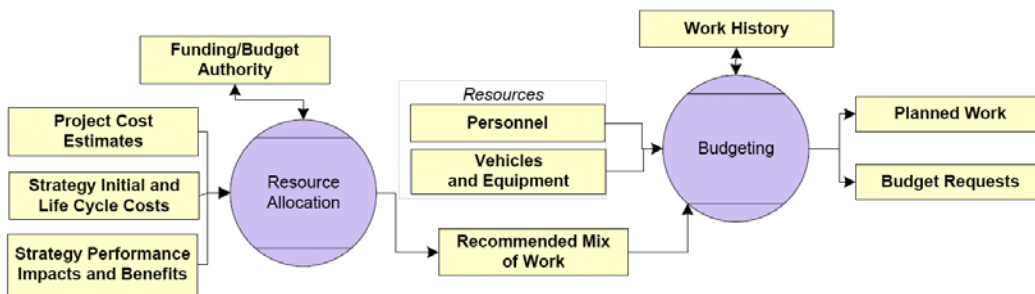 Funding/Budget
Authority
Project Cost
Estimates
Strategy Initial and
Life Cycle Costs
Strategy Performance
Impacts and Benefits
Resource
Allocation
Resources
Personnel
Vehicles
and Equipment
Recommended Mix
of Work
Work History
Budgeting
Planned Work
Budget Requests